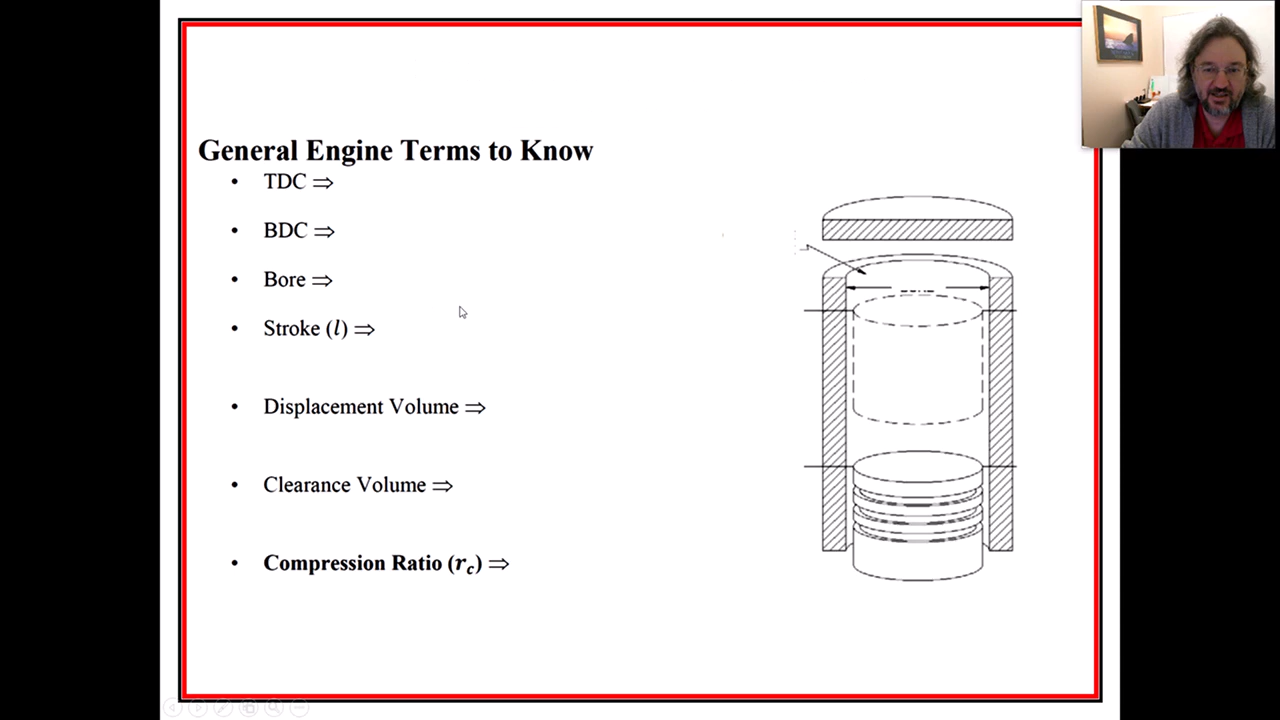 General Engine Terms to Know
• TDC ⇒
• BDC ⇒
• Bore ⇒
• Stroke (l) ⇒
• Displacement Volume ⇒
• Clearance Volume ⇒
• Compression Ratio (r_c) ⇒